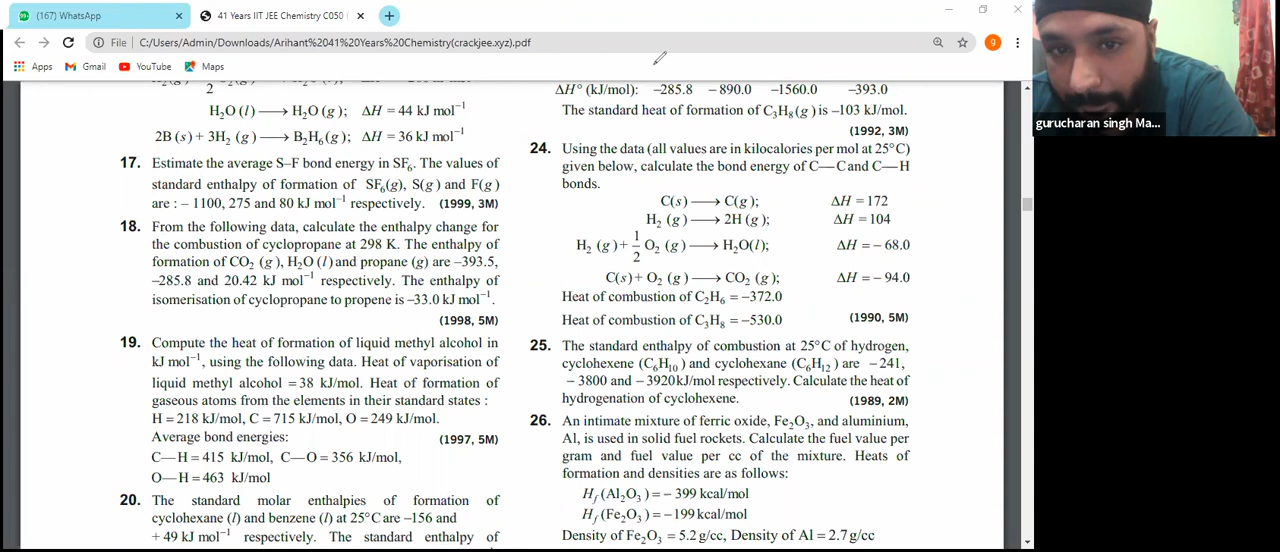 99+ (167) WhatsApp
41 Years IIT JEE Chemistry C050
File C:/Users/Admin/Downloads/Arihant%2041%20Years%20Chemistry(crackjee.xyz).pdf
g
Apps Gmail YouTube Maps
H₂O (l) ⟶ H₂O (g); ΔH = 44 kJ mol⁻¹
2B (s) + 3H₂ (g) ⟶ B₂H₆(g); ΔH = 36 kJ mol⁻¹
17. Estimate the average S–F bond energy in SF₆. The values of
standard enthalpy of formation of SF₆(g), S(g) and F(g)
are : – 1100, 275 and 80 kJ mol⁻¹ respectively. (1999, 3M)
18. From the following data, calculate the enthalpy change for
the combustion of cyclopropane at 298 K. The enthalpy of
formation of CO₂ (g), H₂O (l) and propane (g) are –393.5,
-285.8 and 20.42 kJ mol⁻¹ respectively. The enthalpy of
isomerisation of cyclopropane to propene is –33.0 kJ mol⁻¹.
(1998, 5M)
19. Compute the heat of formation of liquid methyl alcohol in
kJ mol⁻¹, using the following data. Heat of vaporisation of
liquid methyl alcohol = 38 kJ/mol. Heat of formation of
gaseous atoms from the elements in their standard states :
H = 218 kJ/mol, C = 715 kJ/mol, O = 249 kJ/mol.
Average bond energies: (1997, 5M)
C—H = 415 kJ/mol, C—O = 356 kJ/mol,
O—H = 463 kJ/mol
20. The standard molar enthalpies of formation of
cyclohexane (l) and benzene (l) at 25°C are –156 and
+ 49 kJ mol⁻¹ respectively. The standard enthalpy of
ΔH° (kJ/mol): –285.8 – 890.0 –1560.0 –393.0
The standard heat of formation of C₃H₈(g) is –103 kJ/mol.
(1992, 3M)
24. Using the data (all values are in kilocalories per mol at 25°C)
given below, calculate the bond energy of C—C and C—H
bonds.
C(s) ⟶ C(g); ΔH = 172
H₂ (g) ⟶ 2H (g); ΔH = 104
H₂ (g) + 1/2 O₂ (g) ⟶ H₂O(l); ΔH = – 68.0
C(s) + O₂ (g) ⟶ CO₂ (g); ΔH = – 94.0
Heat of combustion of C₂H₆ = –372.0
Heat of combustion of C₃H₈ = –530.0 (1990, 5M)
25. The standard enthalpy of combustion at 25°C of hydrogen,
cyclohexene (C₆H₁₀) and cyclohexane (C₆H₁₂) are –241,
– 3800 and – 3920 kJ/mol respectively. Calculate the heat of
hydrogenation of cyclohexene. (1989, 2M)
26. An intimate mixture of ferric oxide, Fe₂O₃, and aluminium,
Al, is used in solid fuel rockets. Calculate the fuel value per
gram and fuel value per cc of the mixture. Heats of
formation and densities are as follows:
H_f (Al₂O₃) = – 399 kcal/mol
H_f (Fe₂O₃) = –199 kcal/mol
Density of Fe₂O₃ = 5.2 g/cc, Density of Al = 2.7 g/cc
gurucharan singh Ma...